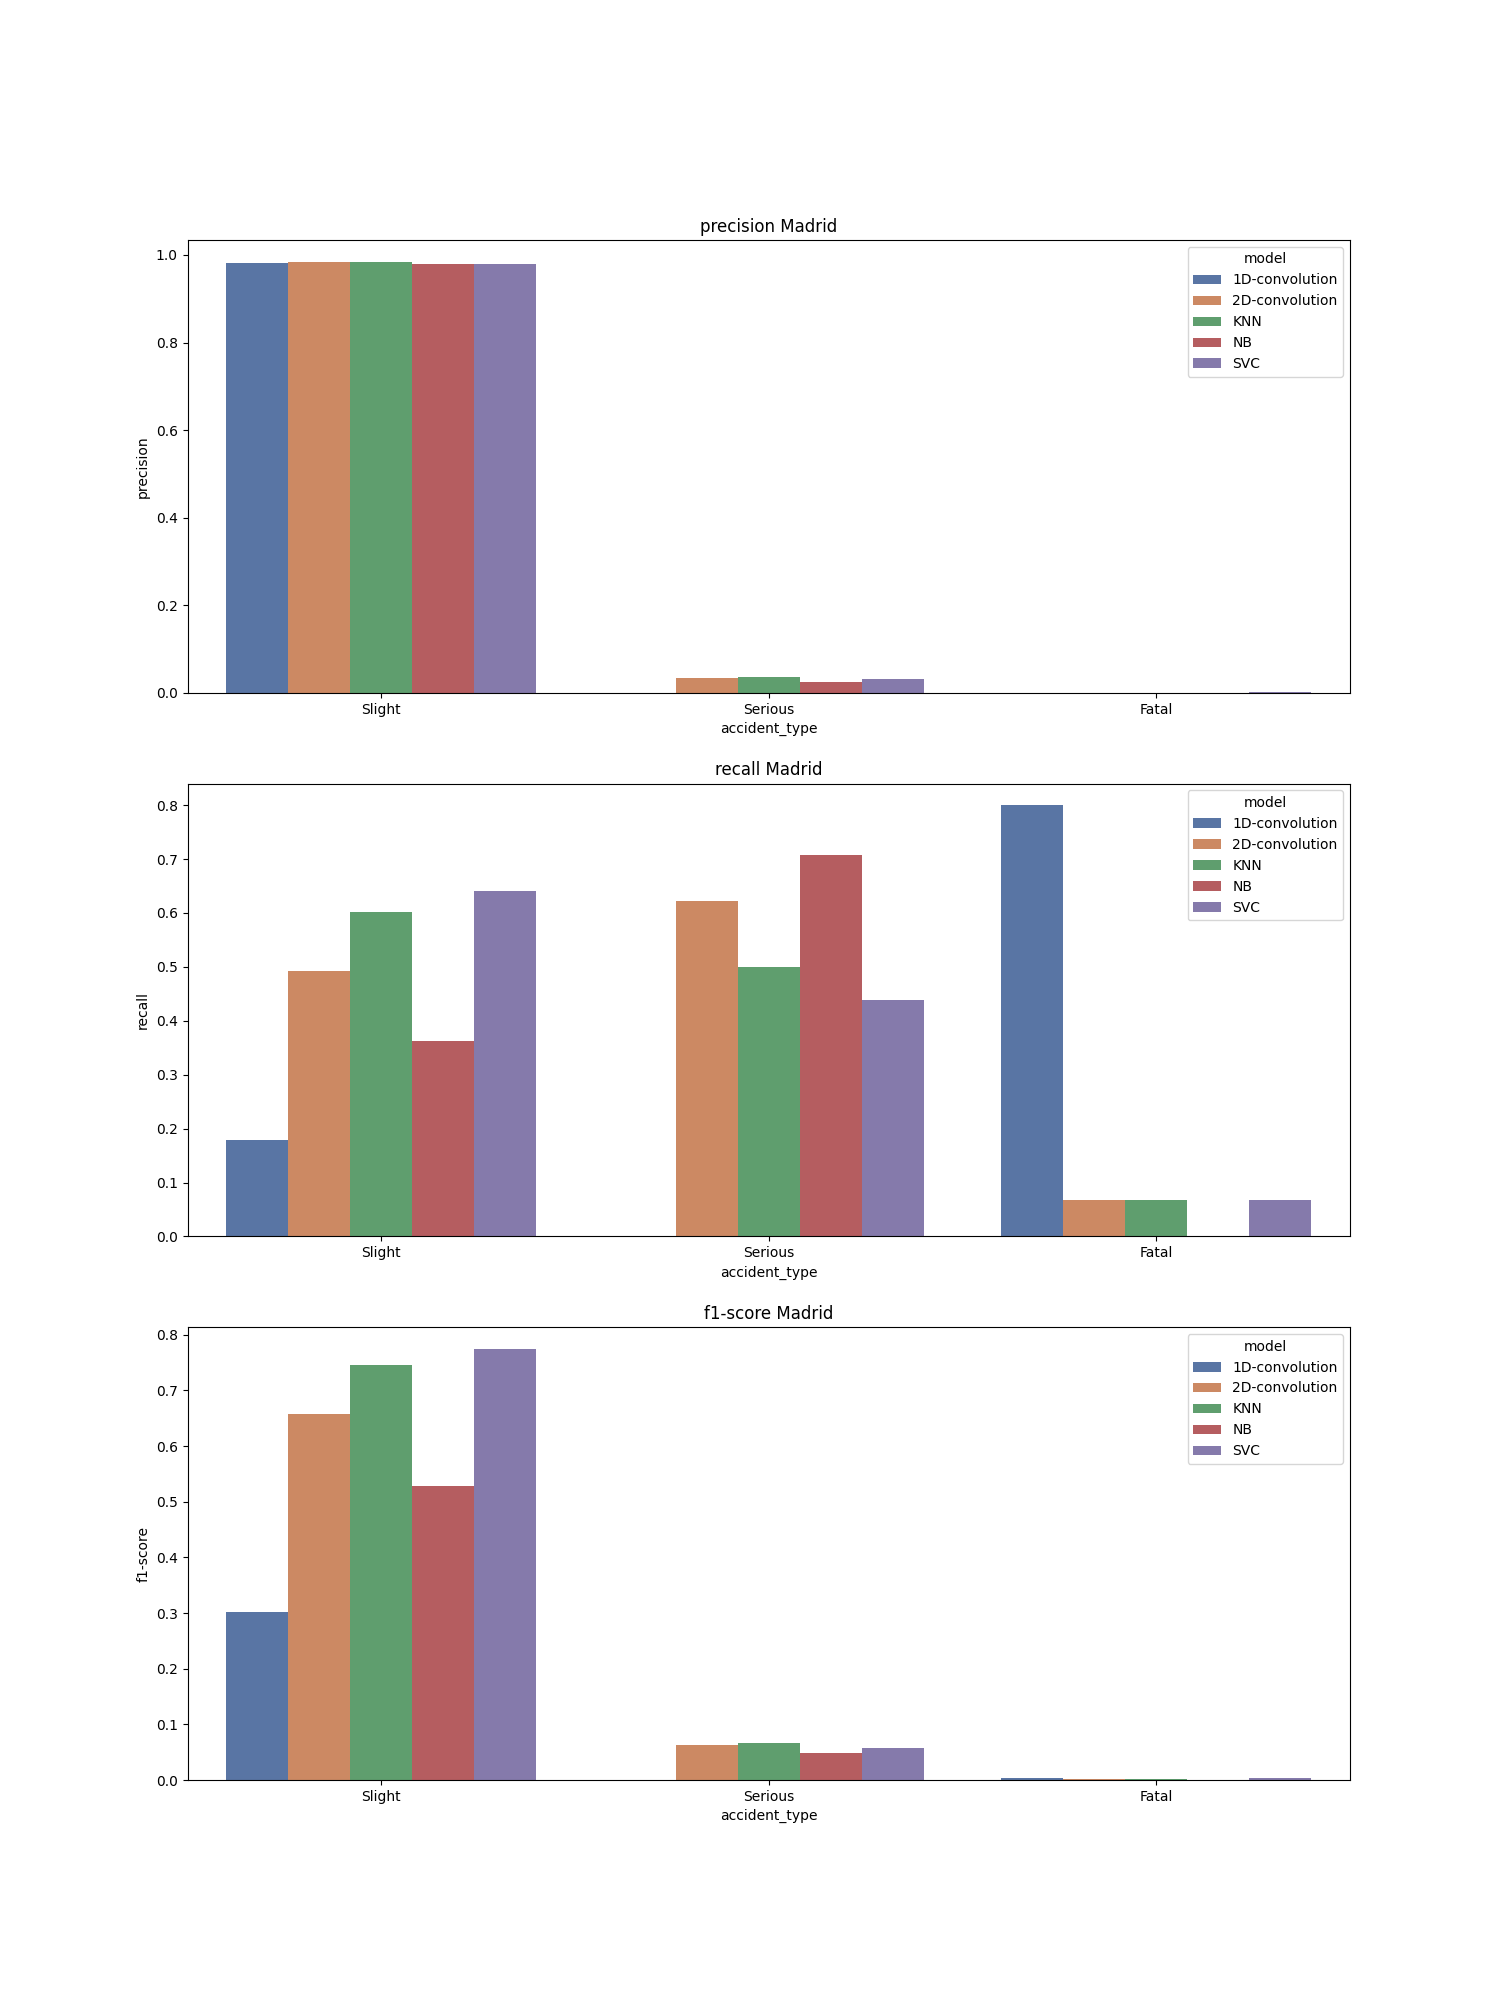 precision Madrid
1.0
0.8
0.6
0.4
0.2
0.0
precision
Slight Serious Fatal
accident_type
model
1D-convolution
2D-convolution
KNN
NB
SVC
recall Madrid
0.8
0.7
0.6
0.5
0.4
0.3
0.2
0.1
0.0
recall
Slight Serious Fatal
accident_type
model
1D-convolution
2D-convolution
KNN
NB
SVC
f1-score Madrid
0.8
0.7
0.6
0.5
0.4
0.3
0.2
0.1
0.0
f1-score
Slight Serious Fatal
accident_type
model
1D-convolution
2D-convolution
KNN
NB
SVC